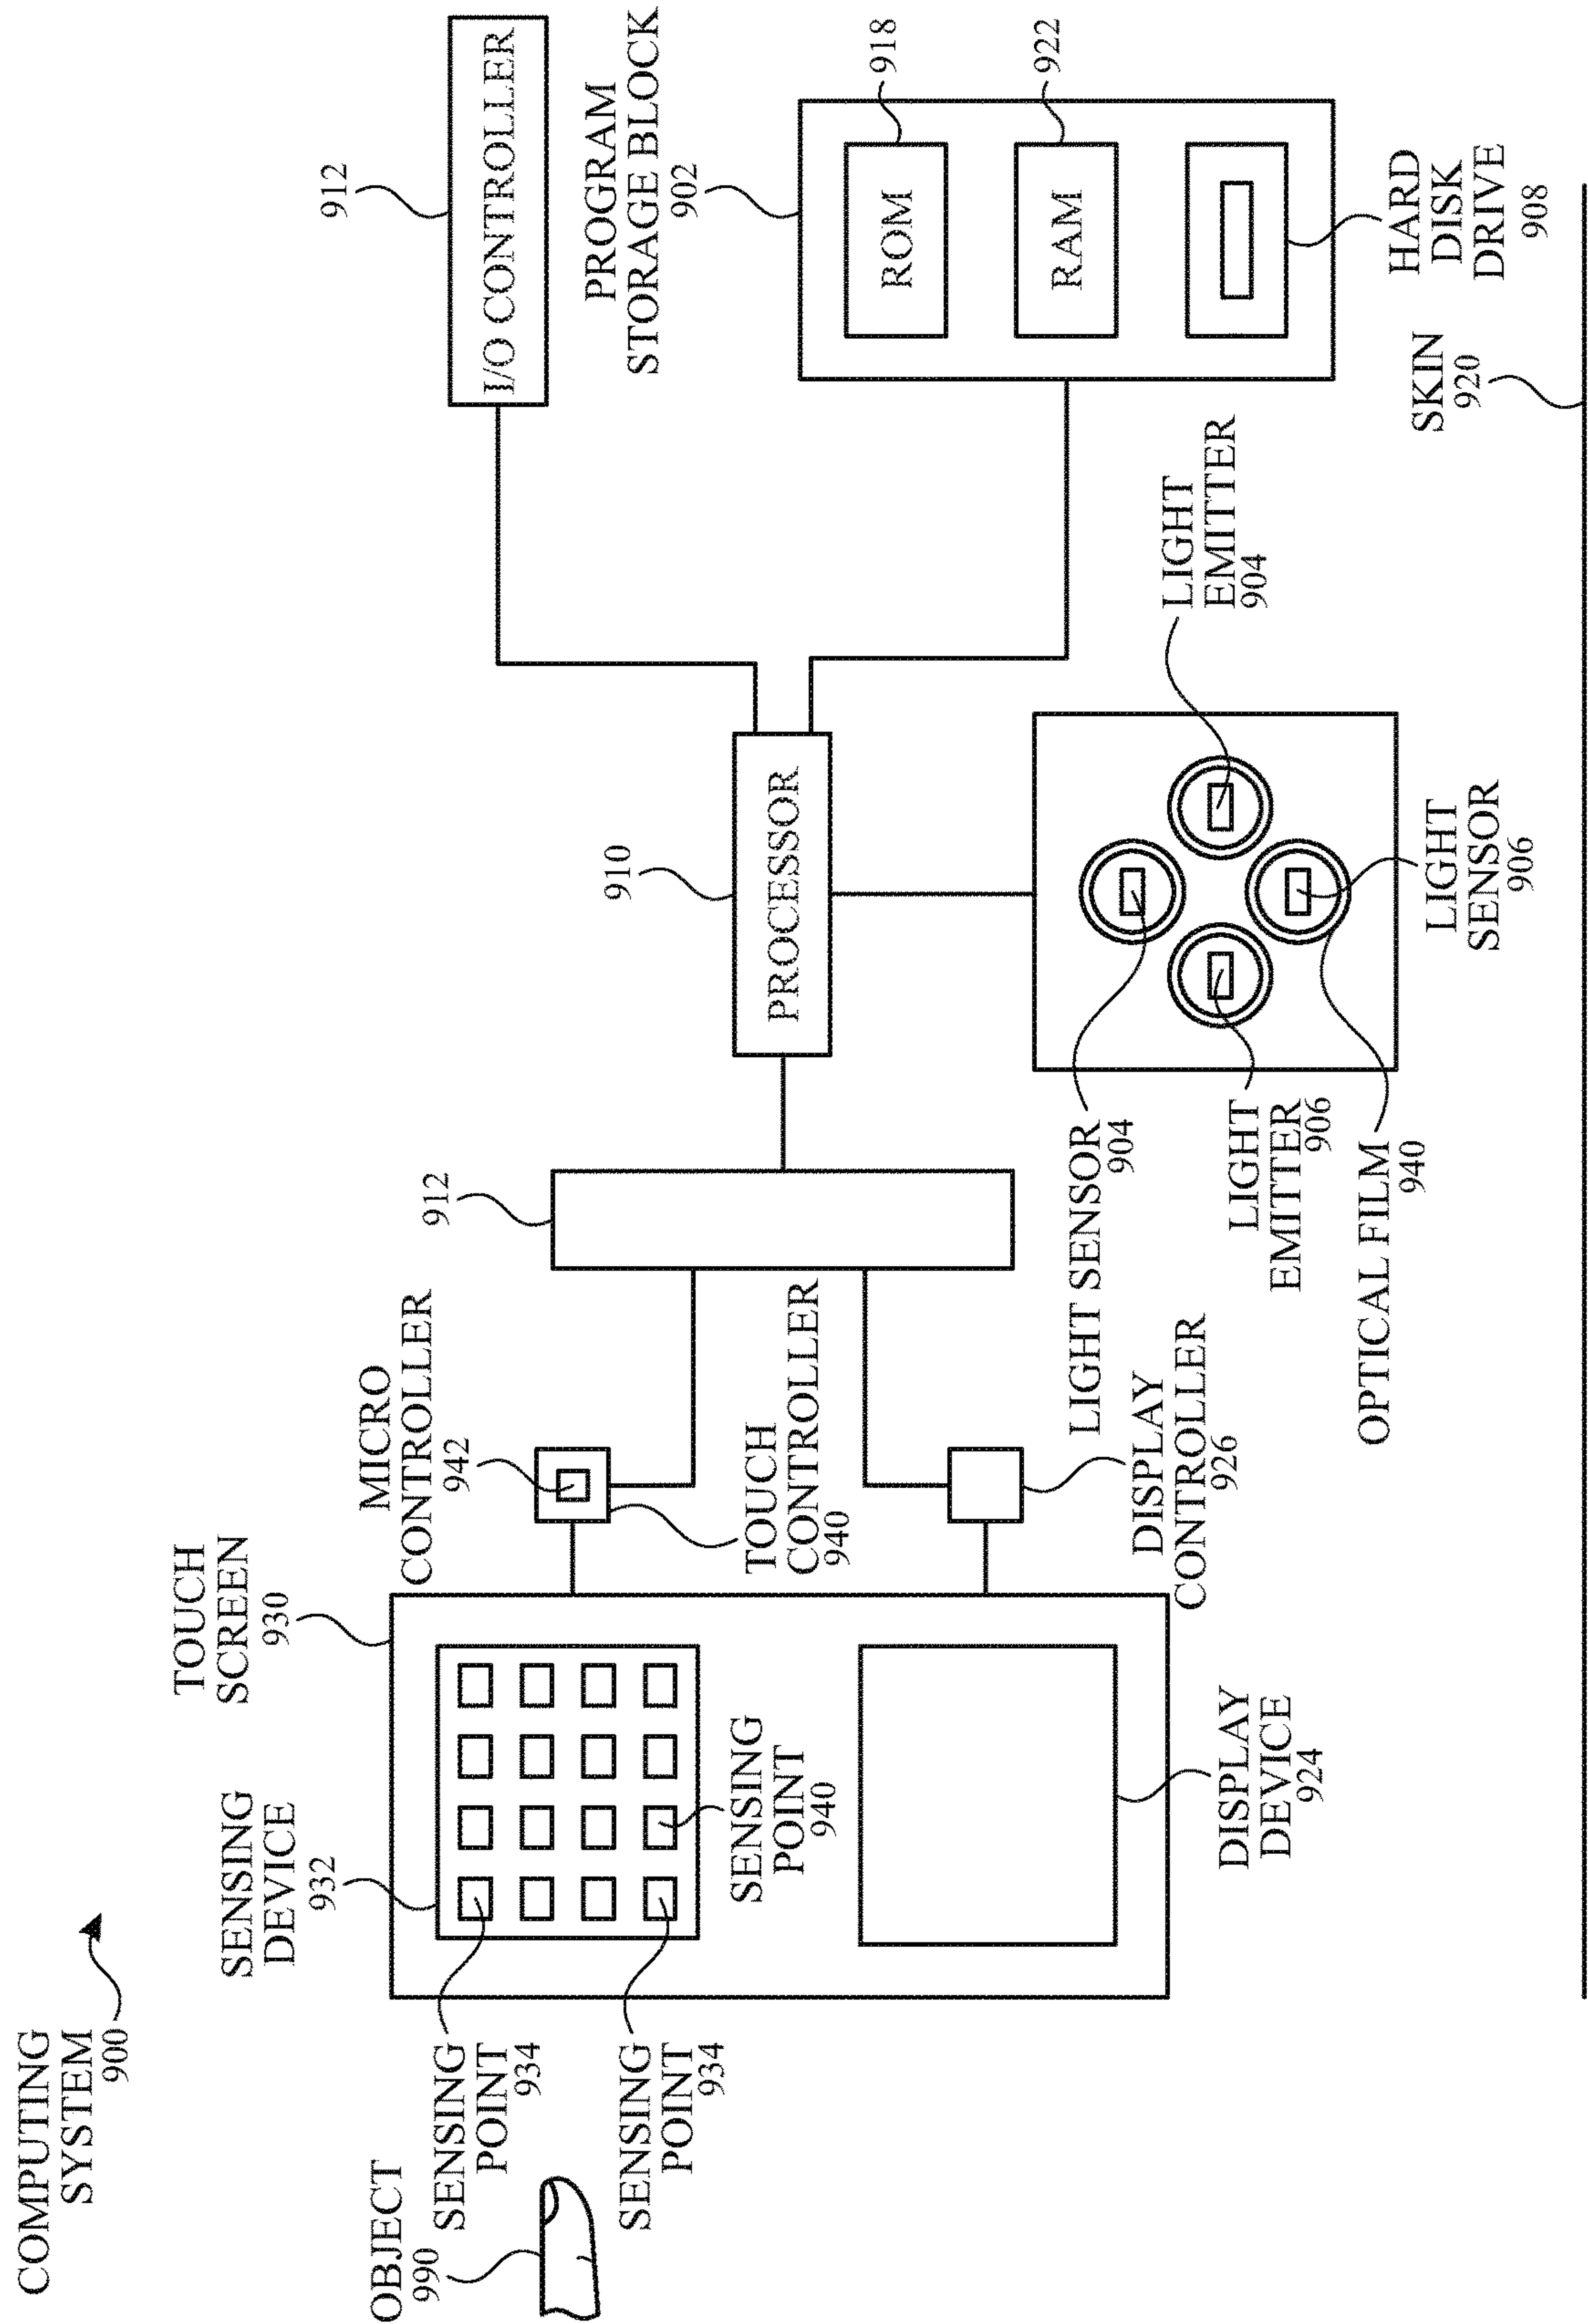 COMPUTING
SYSTEM
900
OBJECT
990
SENSING
POINT
934
SENSING
POINT
934
SENSING
DEVICE
932
TOUCH
SCREEN
930
SENSING
POINT
940
DISPLAY
DEVICE
924
MICRO
CONTROLLER
942
TOUCH
CONTROLLER
940
DISPLAY
CONTROLLER
926
912
910
PROCESSOR
LIGHT SENSOR
904
LIGHT
EMITTER
906
OPTICAL FILM
940
LIGHT
SENSOR
906
LIGHT
EMITTER
904
912
I/O CONTROLLER
PROGRAM
STORAGE BLOCK
902
ROM
918
RAM
922
HARD
DISK
DRIVE
908
SKIN
920